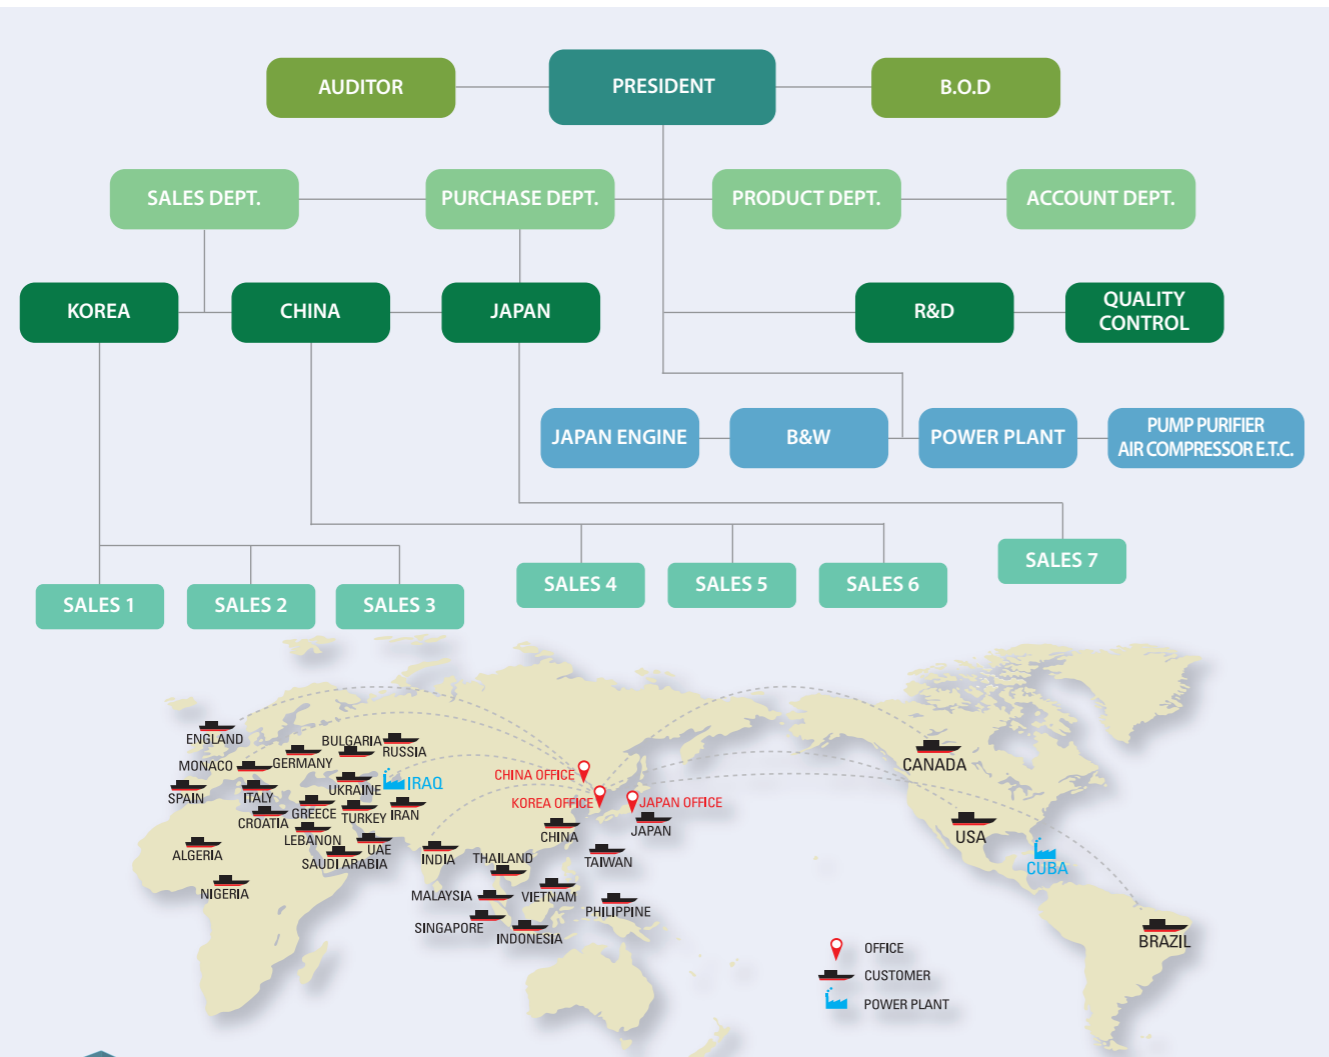 AUDITOR
PRESIDENT
B.O.D
SALES DEPT.
PURCHASE DEPT.
PRODUCT DEPT.
ACCOUNT DEPT.
KOREA
CHINA
JAPAN
R&D
QUALITY
CONTROL
JAPAN ENGINE
B&W
POWER PLANT
PUMP PURIFIER
AIR COMPRESSOR E.T.C.
SALES 1
SALES 2
SALES 3
SALES 4
SALES 5
SALES 6
SALES 7
ENGLAND
BULGARIA
RUSSIA
MONACO
GERMANY
SPAIN
ITALY
UKRAINE
IRAQ
CROATIA
GREECE
TURKEY
IRAN
LEBANON
UAE
ALGERIA
SAUDI ARABIA
NIGERIA
INDIA
CHINA OFFICE
KOREA OFFICE
JAPAN OFFICE
CHINA
JAPAN
THAILAND
TAIWAN
MALAYSIA
VIETNAM
PHILIPPINE
SINGAPORE
INDONESIA
CANADA
USA
CUBA
BRAZIL
OFFICE
CUSTOMER
POWER PLANT